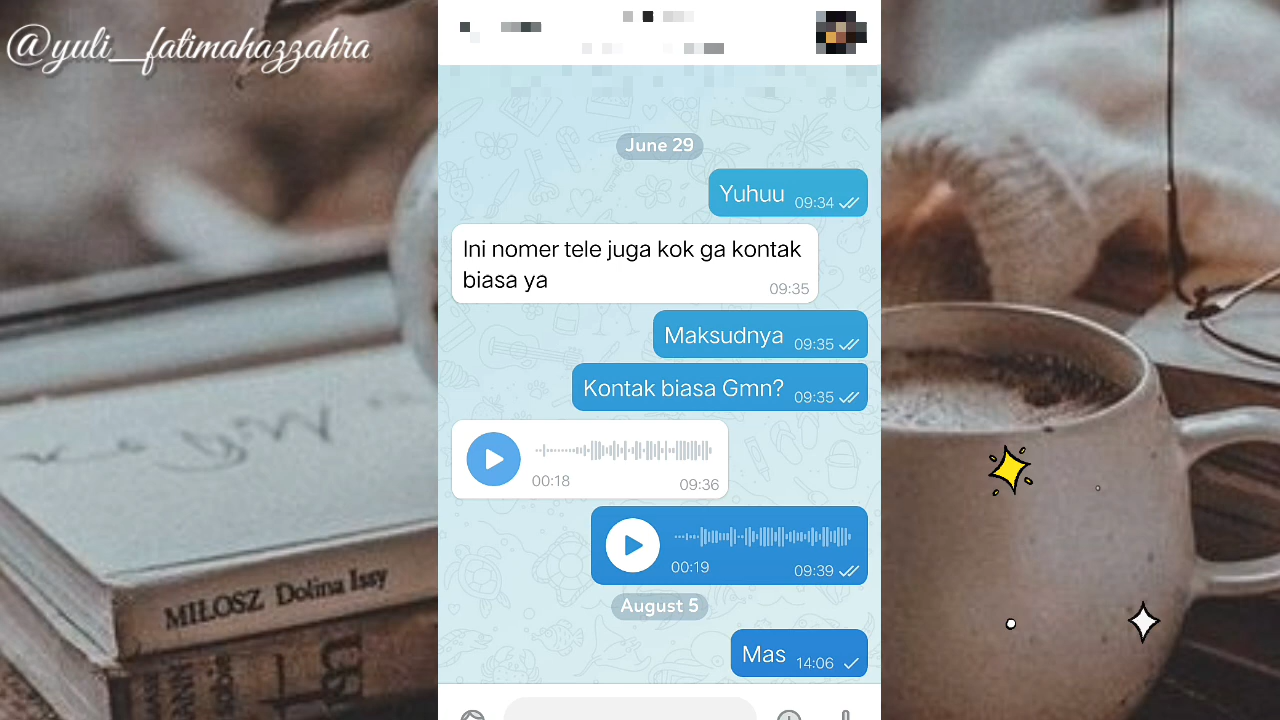 @yuli_fatimahazzahra
June 29
Yuhuu 09:34
Ini nomer tele juga kok ga kontak
biasa ya 09:35
Maksudnya 09:35
Kontak biasa Gmn? 09:35
00:18 09:36
00:19 09:39
August 5
Mas 14:06
MIŁOSZ Dolina Issy